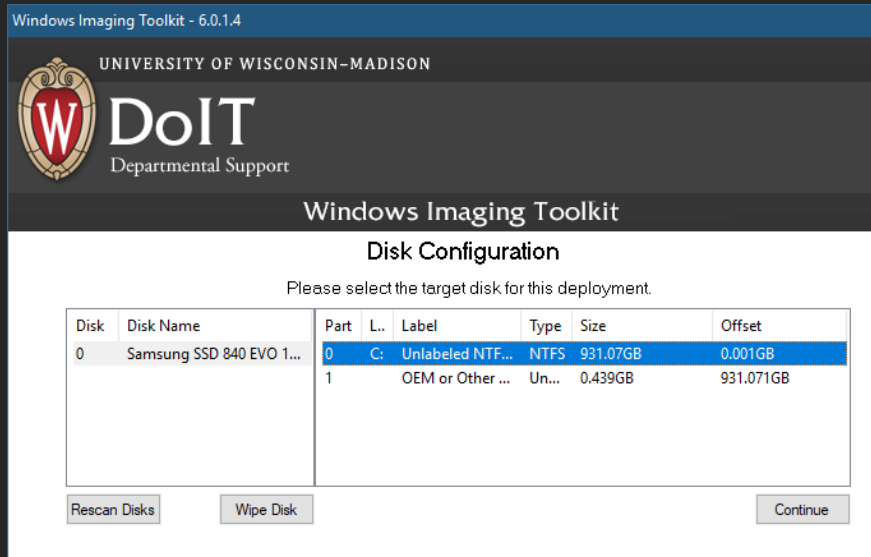 Windows Imaging Toolkit - 6.0.1.4
UNIVERSITY OF WISCONSIN–MADISON
W
DoIT
Departmental Support
Windows Imaging Toolkit
Disk Configuration
Please select the target disk for this deployment.
Disk Disk Name Part L.. Label Type Size Offset
0 Samsung SSD 840 EVO 1... 0 C: Unlabeled NTF... NTFS 931.07GB 0.001GB
1 OEM or Other ... Un... 0.439GB 931.071GB
Rescan Disks Wipe Disk Continue